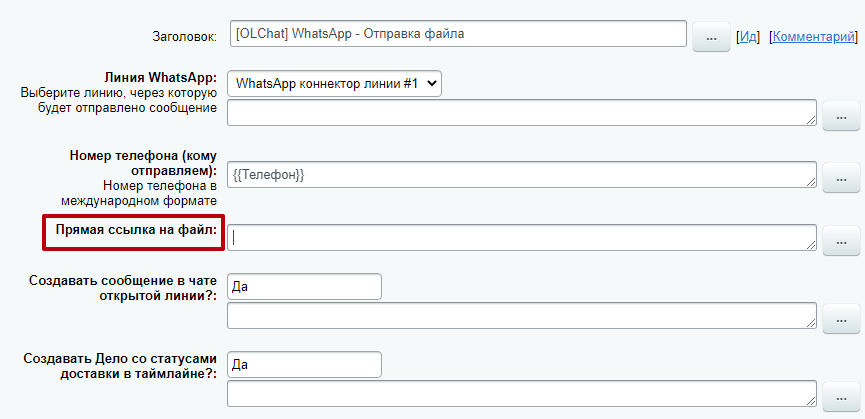 Заголовок: [OLChat] WhatsApp - Отправка файла ... [Ид] [Комментарий]
Линия WhatsApp: WhatsApp коннектор линии #1
Выберите линию, через которую
будет отправлено сообщение ...
Номер телефона (кому
отправляем): {{Телефон}} ...
Номер телефона в
международном формате
Прямая ссылка на файл: ...
Создавать сообщение в чате Да
открытой линии?: ...
Создавать Дело со статусами Да
доставки в таймлайне?: ...